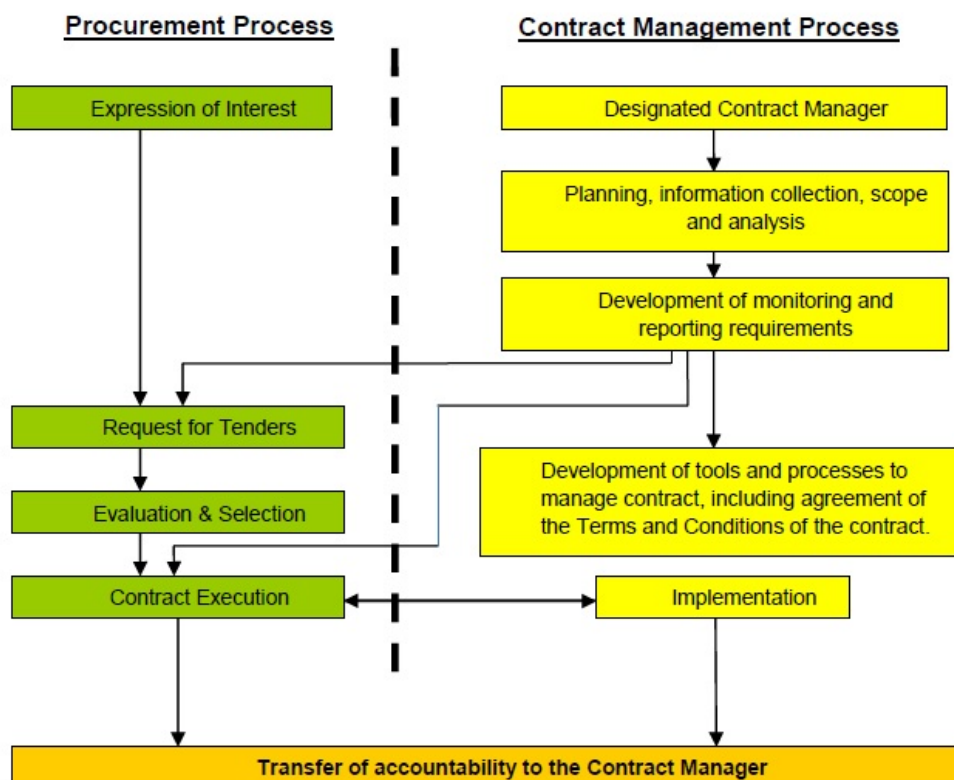 Procurement Process
Contract Management Process
Expression of Interest
Designated Contract Manager
Planning, information collection, scope
and analysis
Development of monitoring and
reporting requirements
Request for Tenders
Development of tools and processes to
manage contract, including agreement of
the Terms and Conditions of the contract.
Evaluation & Selection
Contract Execution
Implementation
Transfer of accountability to the Contract Manager